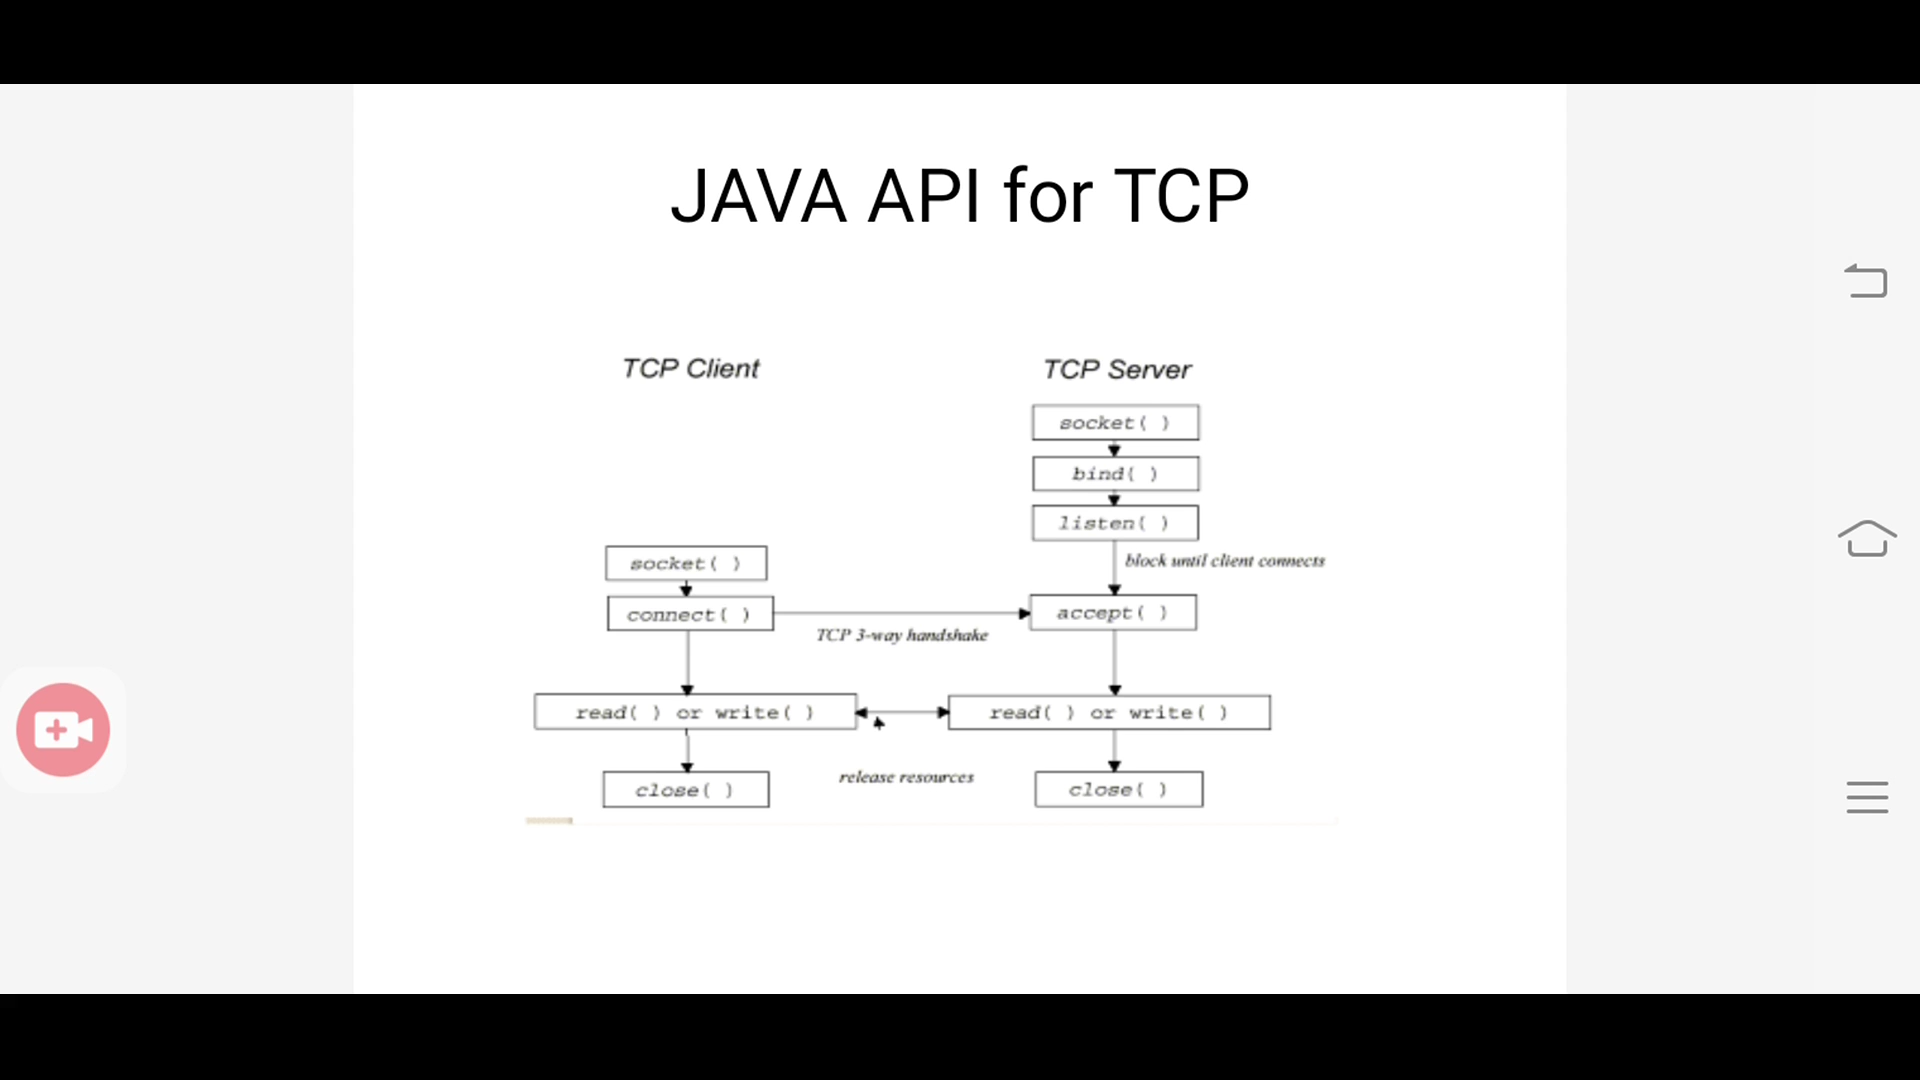 JAVA API for TCP
TCP Client
TCP Server
socket( )
bind( )
listen( )
block until client connects
socket( )
connect( )
accept( )
TCP 3-way handshake
read( ) or write( )
read( ) or write( )
release resources
close( )
close( )